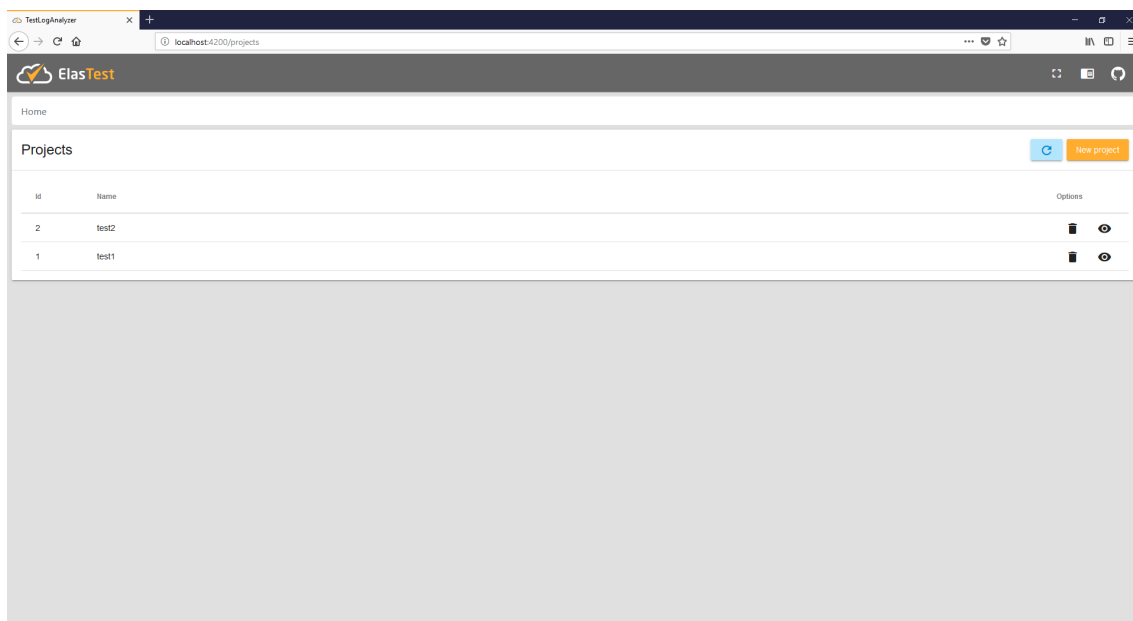 TestLogAnalyzer
localhost:4200/projects
ElasTest
Home
Projects
New project
Id Name Options
2 test2
1 test1